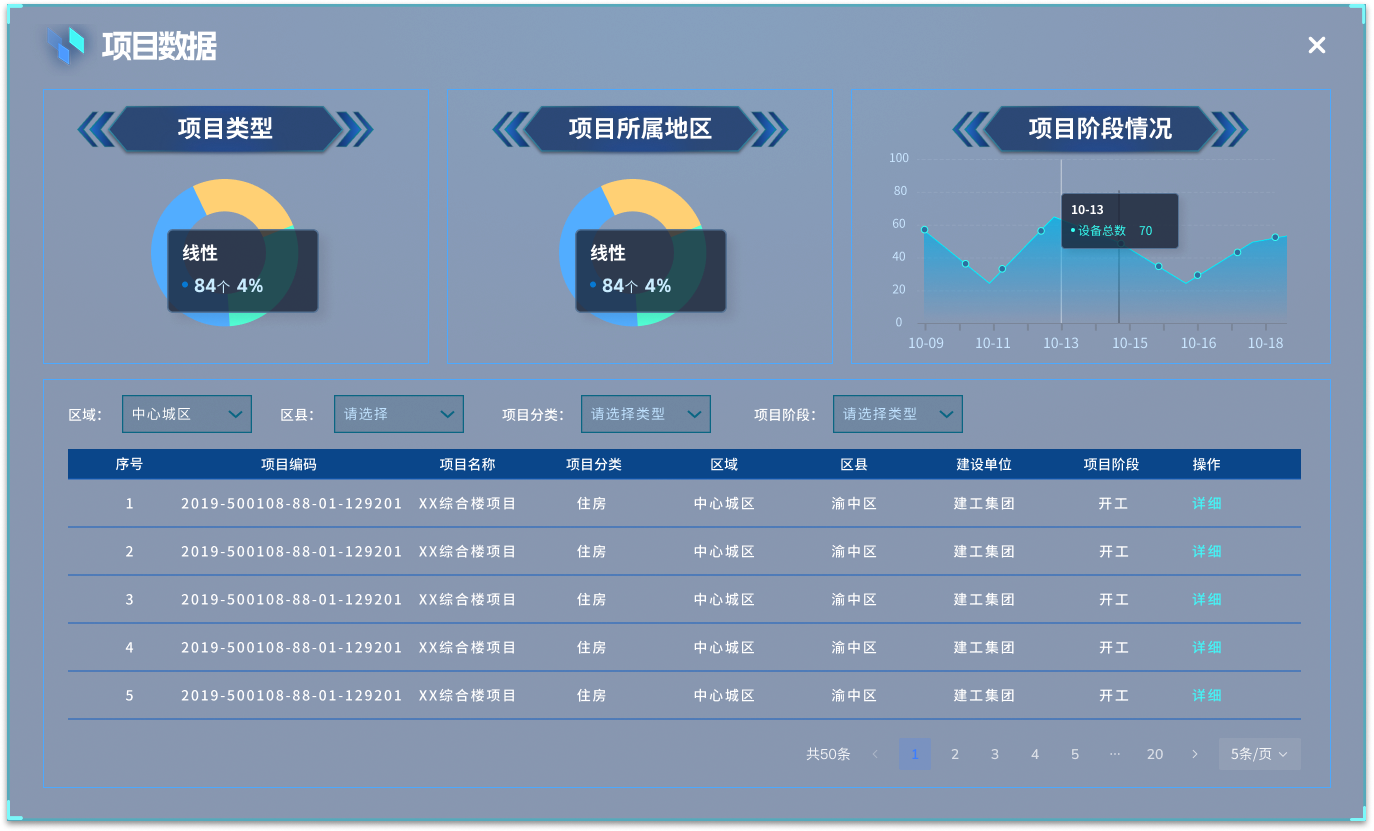 项目数据
项目类型
线性
84个 4%
项目所属地区
线性
84个 4%
项目阶段情况
100
80
60
40
20
0
10-13
设备总数 70
10-09 10-11 10-13 10-15 10-16 10-18
区域： 中心城区 区县： 请选择 项目分类： 请选择类型 项目阶段： 请选择类型
序号 项目编码 项目名称 项目分类 区域 区县 建设单位 项目阶段 操作
1 2019-500108-88-01-129201 XX综合楼项目 住房 中心城区 渝中区 建工集团 开工 详细
2 2019-500108-88-01-129201 XX综合楼项目 住房 中心城区 渝中区 建工集团 开工 详细
3 2019-500108-88-01-129201 XX综合楼项目 住房 中心城区 渝中区 建工集团 开工 详细
4 2019-500108-88-01-129201 XX综合楼项目 住房 中心城区 渝中区 建工集团 开工 详细
5 2019-500108-88-01-129201 XX综合楼项目 住房 中心城区 渝中区 建工集团 开工 详细
共50条 < 1 2 3 4 5 ··· 20 > 5条/页